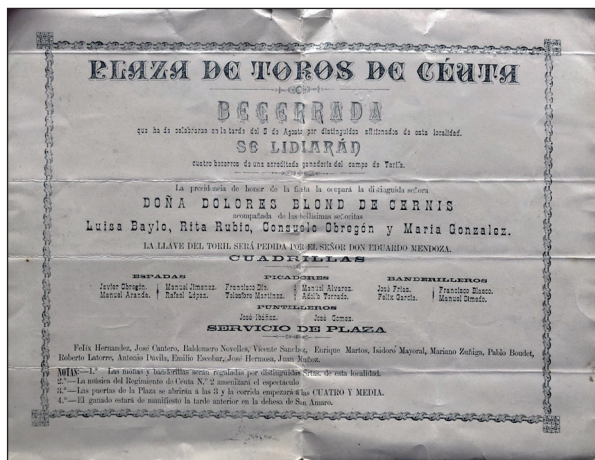 PLAZA DE TOROS DE CÉUTA
BECERRADA
que ha de celebrarse en la tarde del 5 de Agosto por distinguidos aficionados de esta localidad.
SE LIDIARÁN
cuatro becerros de una acreditada ganadería del campo de Tarifa.
La presidencia de honor de la fiesta la ocupará la distinguida señora
DOÑA DOLORES BLOND DE CERNIS
acompañada de las bellísimas señoritas
Luisa Baylo, Rita Rubio, Consuelo Obregón y María Gonzalez.
LA LLAVE DEL TORIL SERÁ PEDIDA POR EL SEÑOR DON EDUARDO MENDOZA.
CUADRILLAS
ESPADAS PICADORES BANDERILLEROS
Javier Obregón. Manuel Jimenez. Francisco Manuel Alvarez. José Frias. Francisco Blasco.
Manuel Aranda. Rafael López. Telesforo Martinez. Adolfo Torrado. Felix García. Manuel Olmedo.
PUNTILLEROS
José Ibáñez. José Gomez.
SERVICIO DE PLAZA
Felix Hernandez, José Cantero, Baldomero Novelles, Vicente Sanchez, Enrique Martos, Isidoro Mayoral, Mariano Zuñiga, Pablo Boudet,
Roberto Latorre, Antonio Dávila, Emilio Escobar, José Hermosa, Juan Muñoz.
NOTAS:—1.ª Las moñas y banderillas serán regaladas por distinguidas Sritas. de esta localidad.
2.ª—La música del Regimiento de Ceuta N.º 2 amenizará el espectáculo
3.ª—Las puertas de la Plaza se abrirán á las 3 y la corrida empezará á las CUATRO Y MEDIA.
4.ª—El ganado estará de manifiesto la tarde anterior en la dehesa de San Amaro.